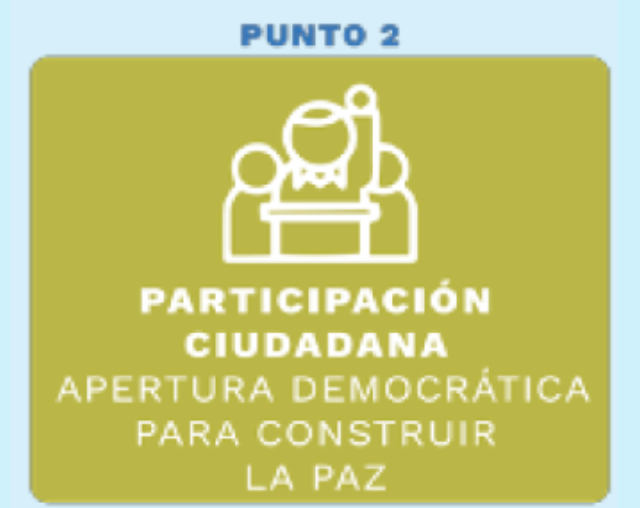 PUNTO 2
PARTICIPACIÓN
CIUDADANA
APERTURA DEMOCRÁTICA
PARA CONSTRUIR
LA PAZ